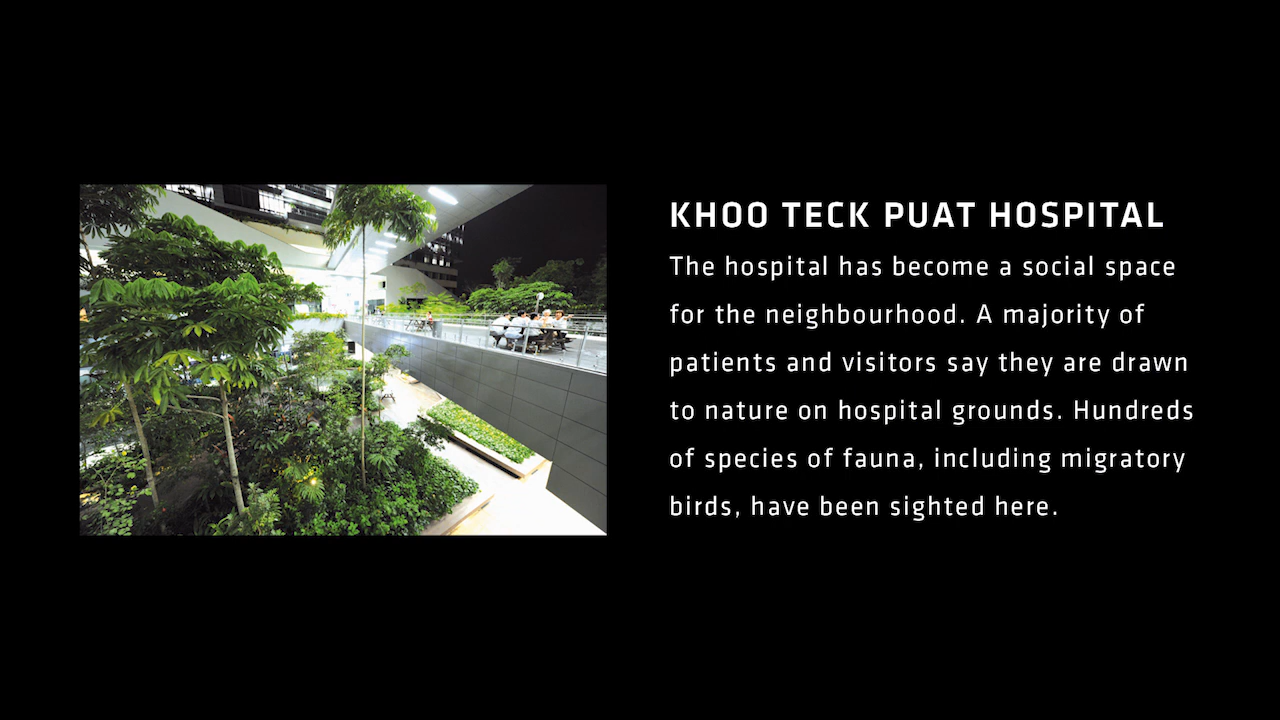 KHOO TECK PUAT HOSPITAL
The hospital has become a social space
for the neighbourhood. A majority of
patients and visitors say they are drawn
to nature on hospital grounds. Hundreds
of species of fauna, including migratory
birds, have been sighted here.